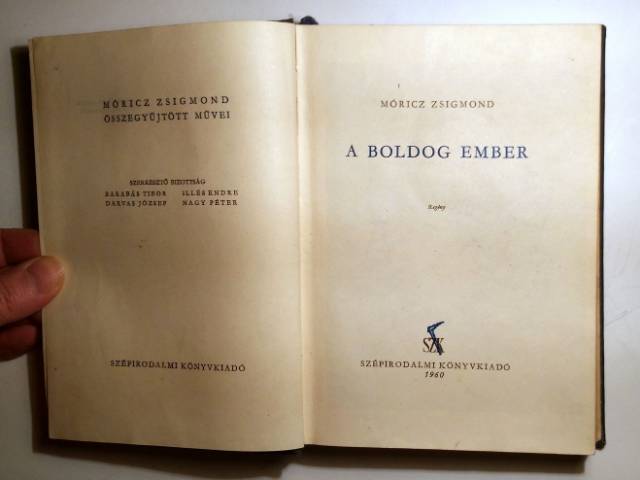 MÓRICZ ZSIGMOND
ÖSSZEGYŰJTÖTT MŰVEI
SZERKESZTŐ BIZOTTSÁG
BARABÁS TIBOR ILLÉS ENDRE
DARVAS JÓZSEF NAGY PÉTER
SZÉPIRODALMI KÖNYVKIADÓ
MÓRICZ ZSIGMOND
A BOLDOG EMBER
Regény
SZK
SZÉPIRODALMI KÖNYVKIADÓ
1960